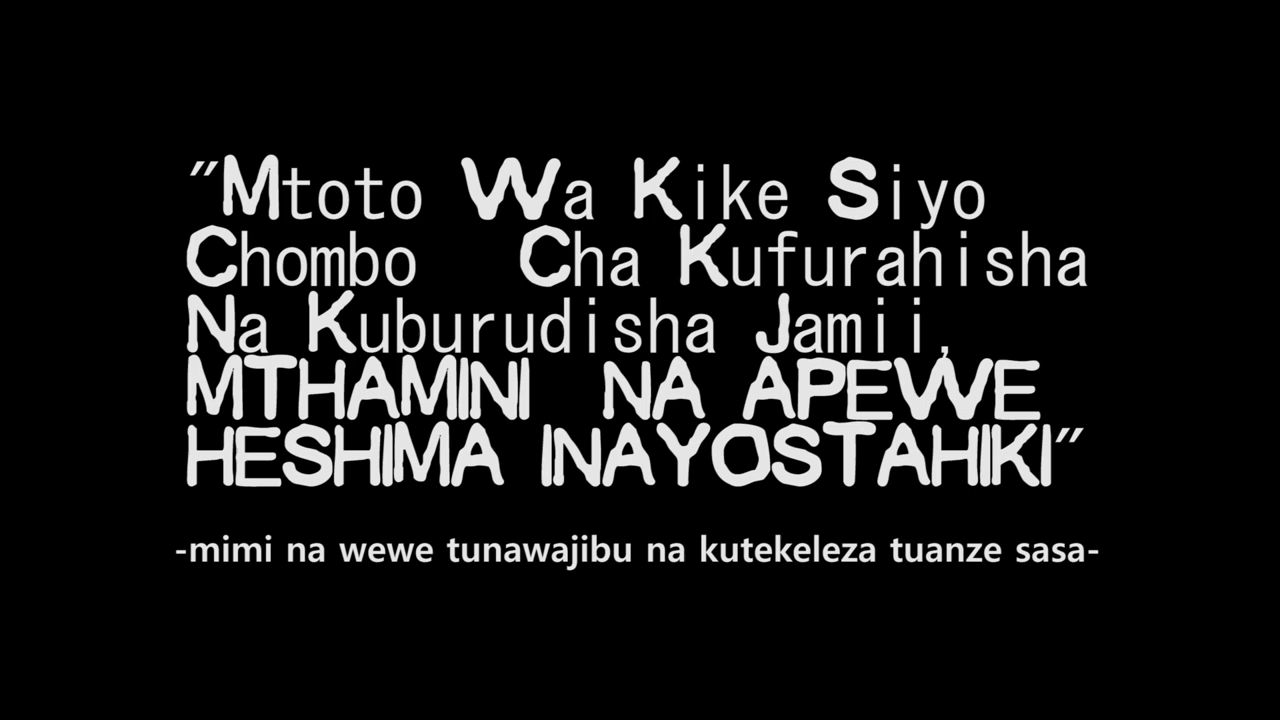 "Mtoto Wa Kike Siyo
Chombo Cha Kufurahisha
Na Kuburudisha Jamii,
MTHAMINI NA APEWE
HESHIMA INAYOSTAHIKI"
-mimi na wewe tunawajibu na kutekeleza tuanze sasa-